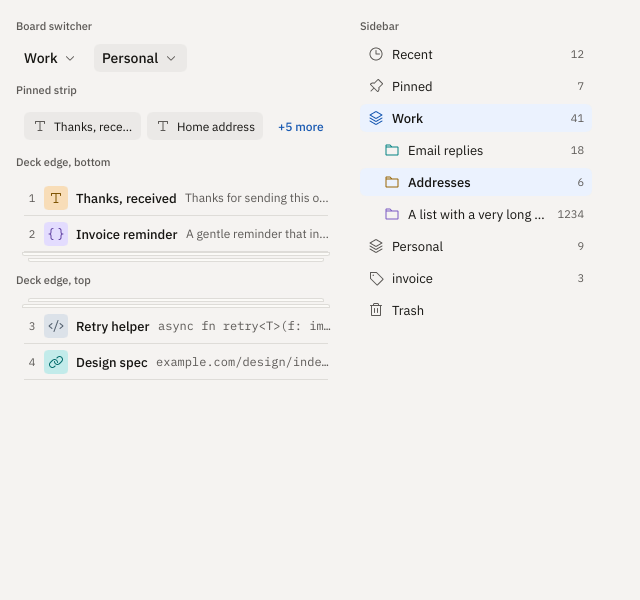 Board switcher
Work
Personal
Pinned strip
Thanks, rece...
Home address
+5 more
Deck edge, bottom
1 Thanks, received Thanks for sending this o...
2 Invoice reminder A gentle reminder that in...
Deck edge, top
3 Retry helper async fn retry<T>(f: im...
4 Design spec example.com/design/inde...
Sidebar
Recent 12
Pinned 7
Work 41
Email replies 18
Addresses 6
A list with a very long ... 1234
Personal 9
invoice 3
Trash